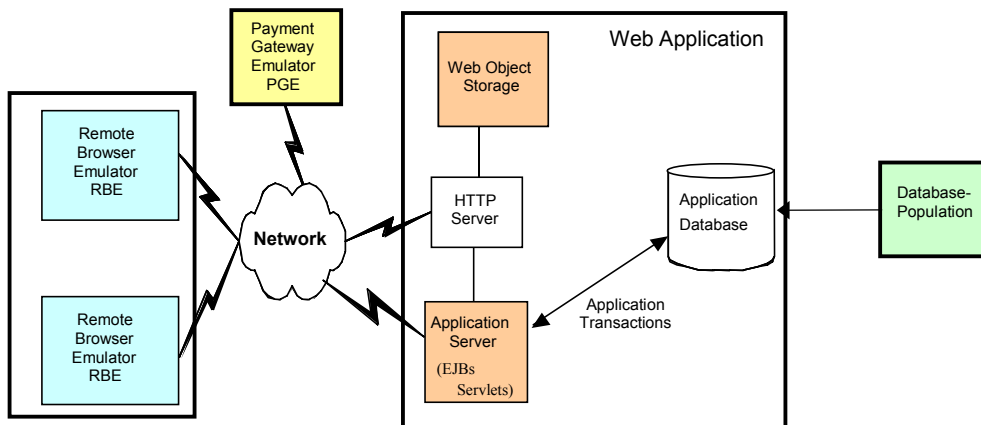 Payment
Gateway
Emulator
PGE
Web Application
Web Object
Storage
Remote
Browser
Emulator
RBE
HTTP
Server
Application
Database
Database-
Population
Network
Remote
Browser
Emulator
RBE
Application
Server
(EJBs
Servlets)
Application
Transactions